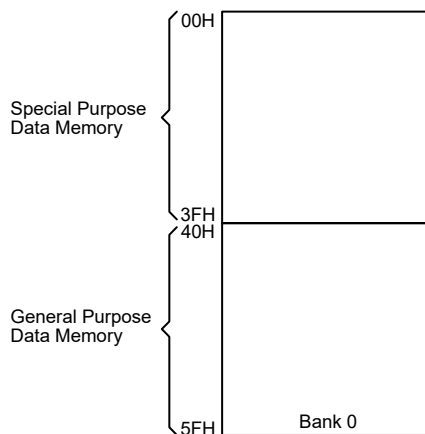 00H
Special Purpose
Data Memory
3FH
40H
General Purpose
Data Memory
5FH
Bank 0